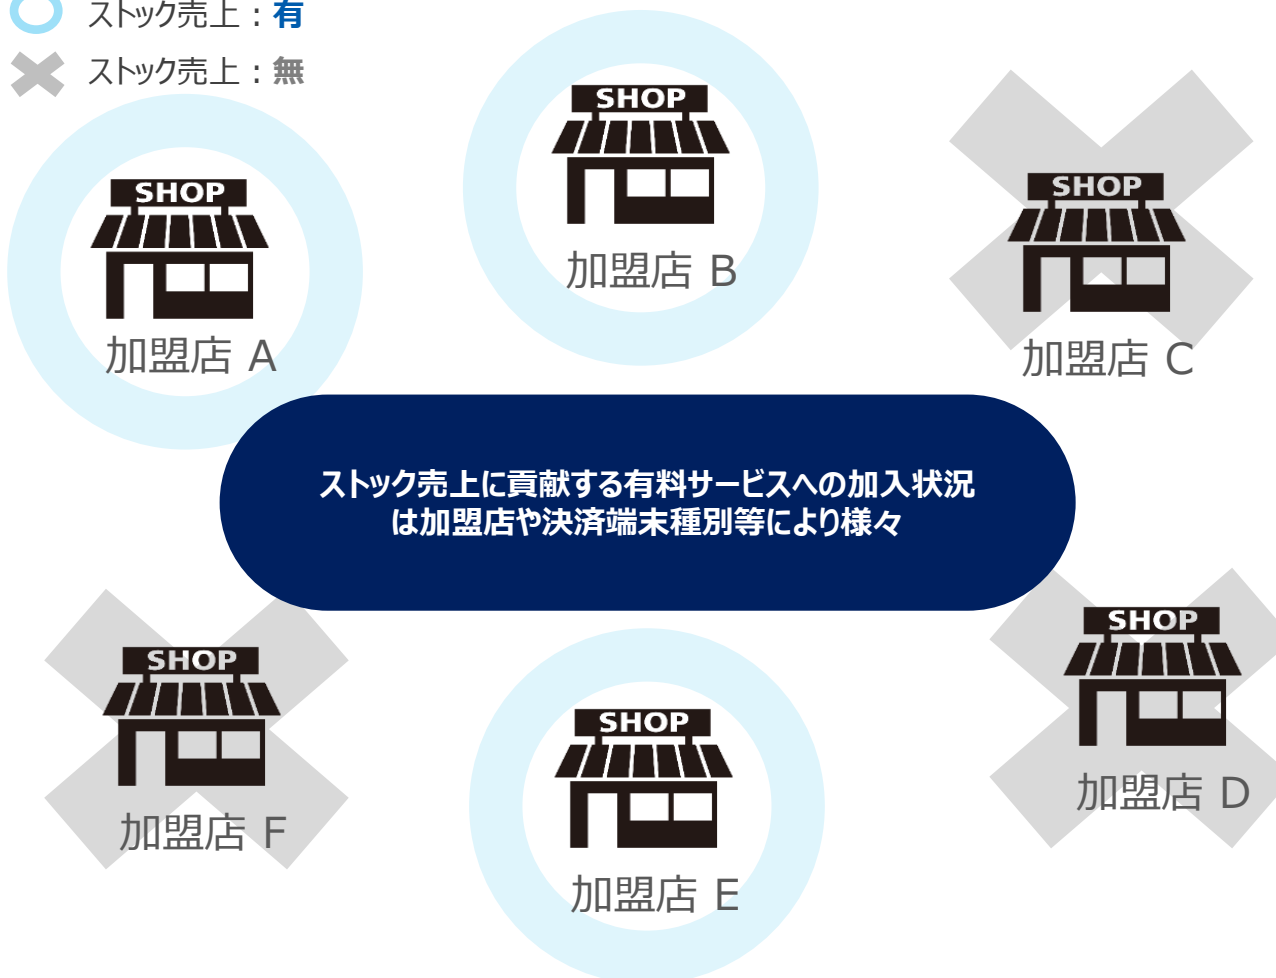 ストック売上：有
ストック売上：無
SHOP
加盟店 A
SHOP
加盟店 B
SHOP
加盟店 C
ストック売上に貢献する有料サービスへの加入状況
は加盟店や決済端末種別等により様々
SHOP
加盟店 F
SHOP
加盟店 E
SHOP
加盟店 D